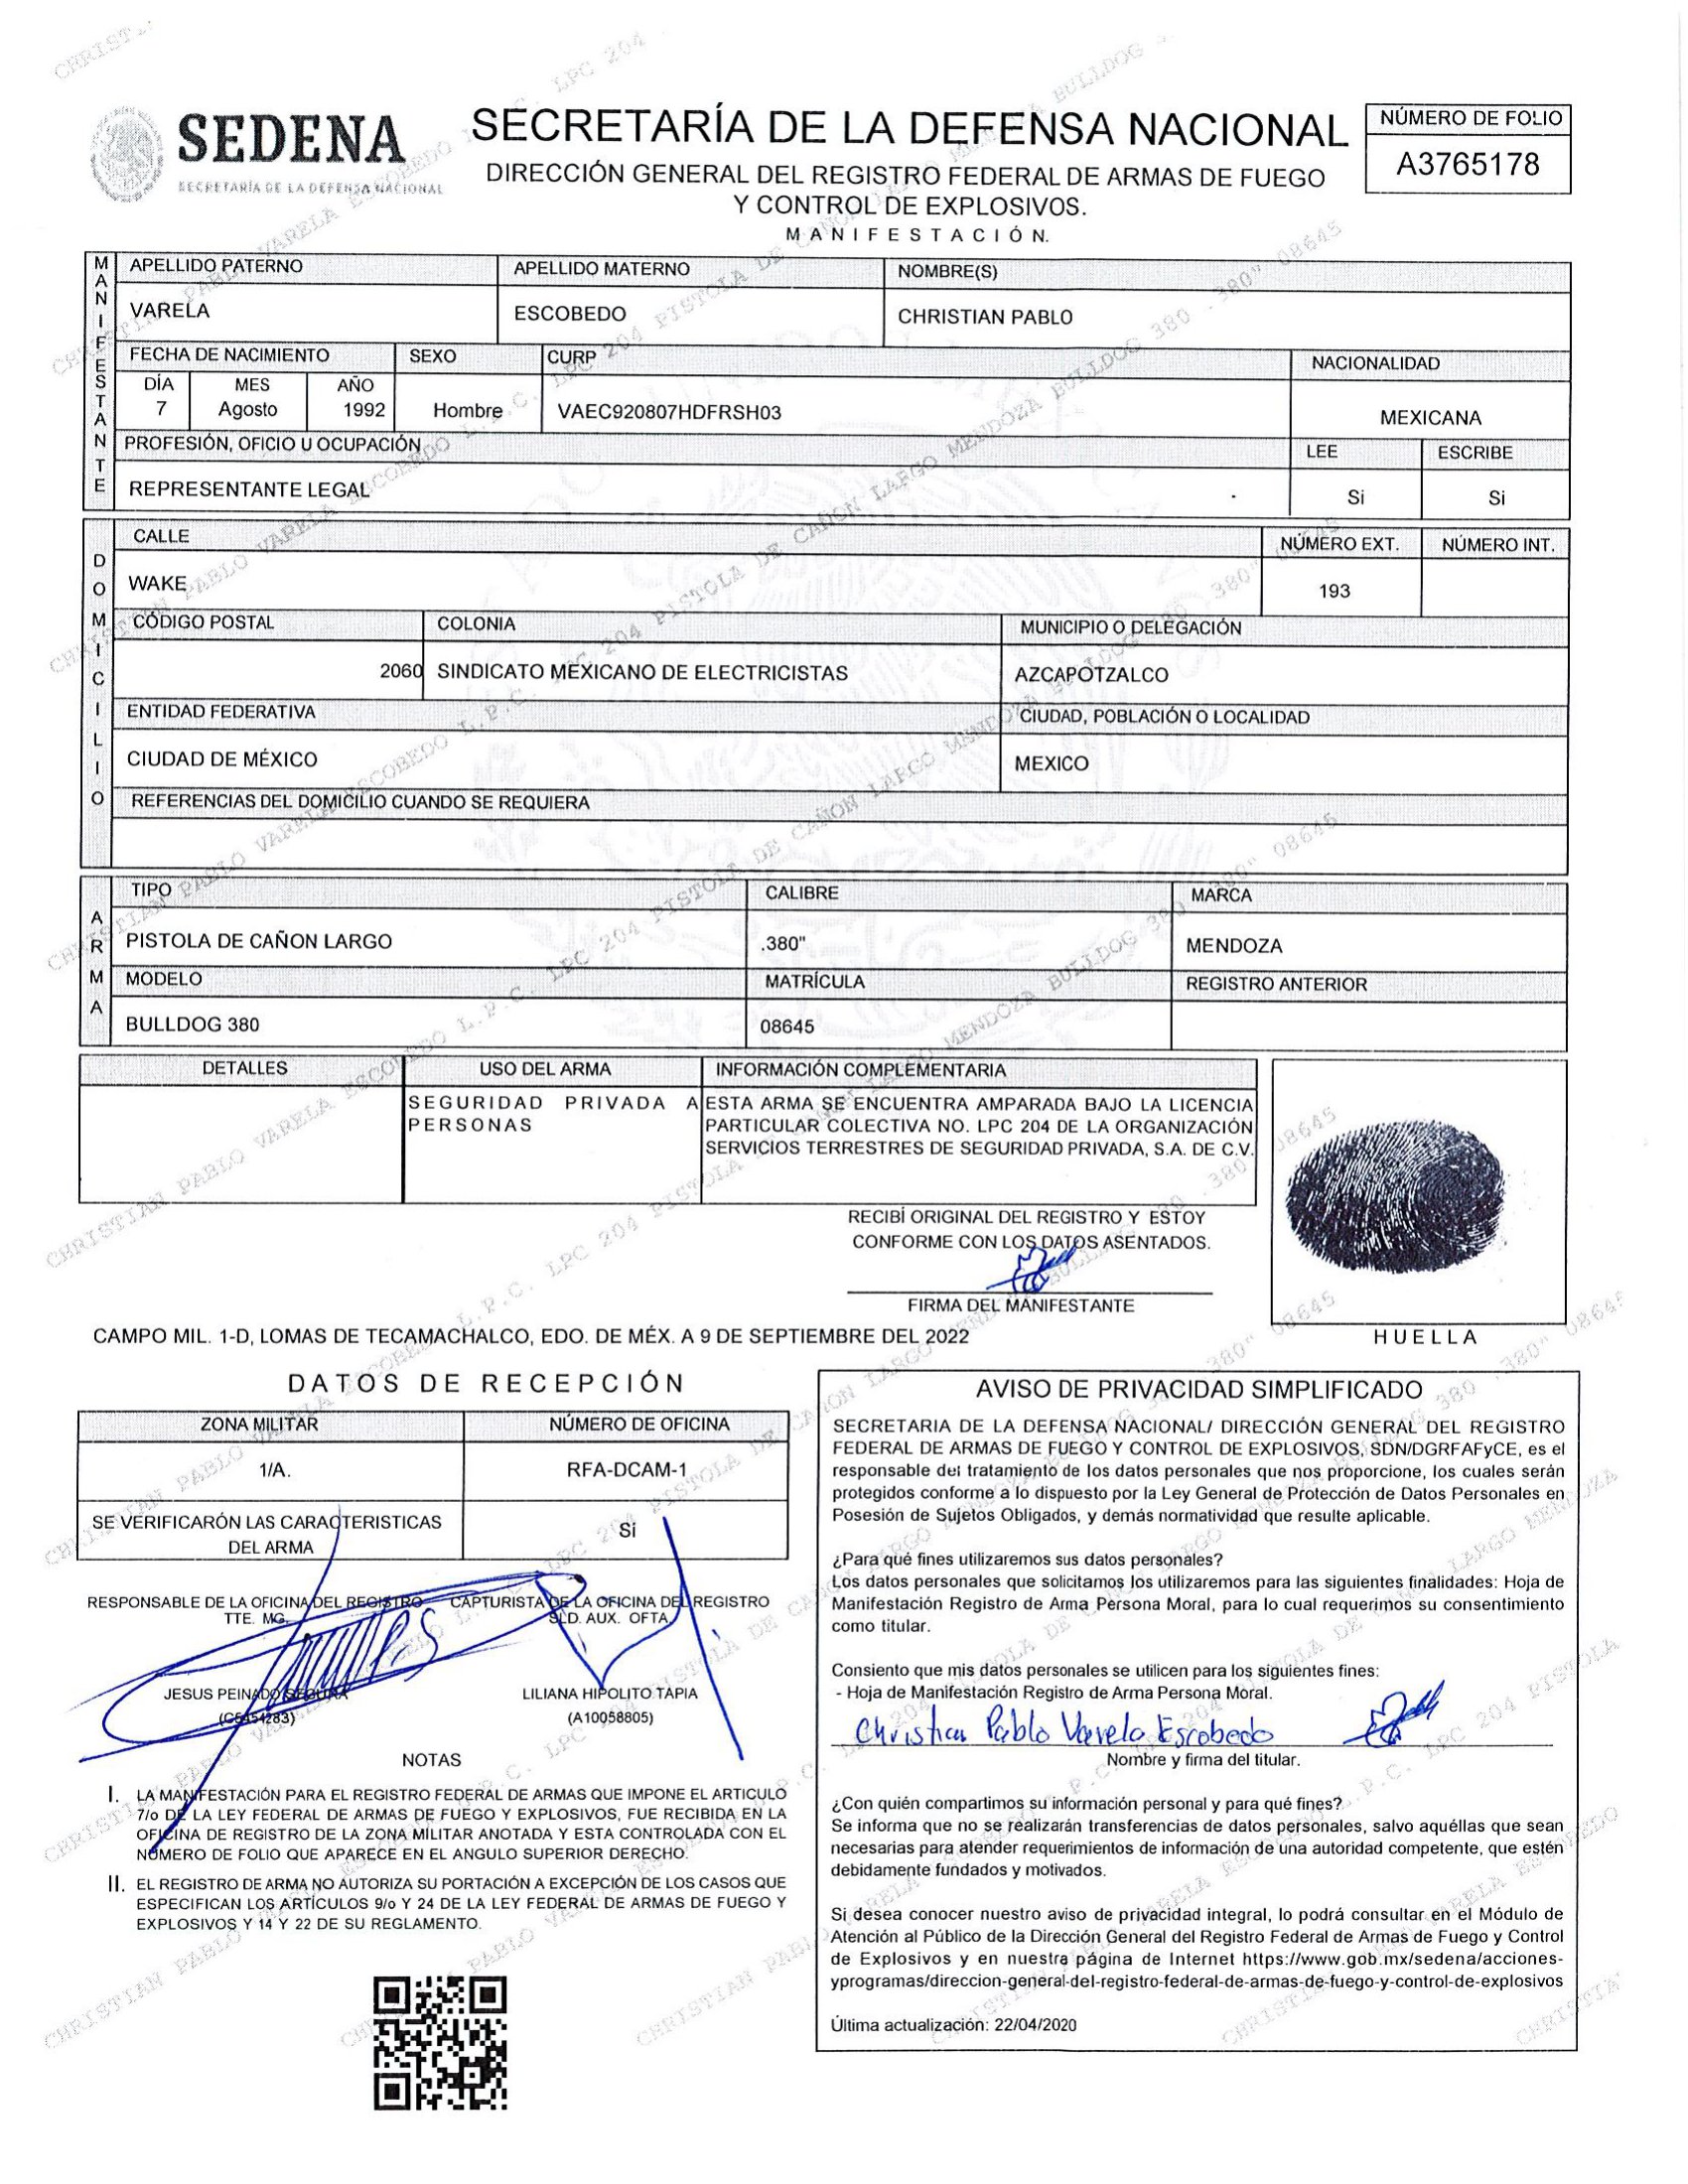 SEDENA
SECRETARÍA DE LA DEFENSA NACIONAL
SECRETARÍA DE LA DEFENSA NACIONAL
DIRECCIÓN GENERAL DEL REGISTRO FEDERAL DE ARMAS DE FUEGO
Y CONTROL DE EXPLOSIVOS.
MANIFESTACIÓN.
NÚMERO DE FOLIO
A3765178
MANIFESTANTE
APELLIDO PATERNO APELLIDO MATERNO NOMBRE(S)
VARELA ESCOBEDO CHRISTIAN PABLO
FECHA DE NACIMIENTO SEXO CURP NACIONALIDAD
DÍA MES AÑO
7 Agosto 1992 Hombre VAEC920807HDFRSH03 MEXICANA
PROFESIÓN, OFICIO U OCUPACIÓN LEE ESCRIBE
REPRESENTANTE LEGAL . Si Si
DOMICILIO
CALLE NÚMERO EXT. NÚMERO INT.
WAKE 193
CÓDIGO POSTAL COLONIA MUNICIPIO O DELEGACIÓN
2060 SINDICATO MEXICANO DE ELECTRICISTAS AZCAPOTZALCO
ENTIDAD FEDERATIVA CIUDAD, POBLACIÓN O LOCALIDAD
CIUDAD DE MÉXICO MEXICO
REFERENCIAS DEL DOMICILIO CUANDO SE REQUIERA
ARMA
TIPO CALIBRE MARCA
PISTOLA DE CAÑON LARGO .380" MENDOZA
MODELO MATRÍCULA REGISTRO ANTERIOR
BULLDOG 380 08645
DETALLES USO DEL ARMA INFORMACIÓN COMPLEMENTARIA
SEGURIDAD PRIVADA A PERSONAS
ESTA ARMA SE ENCUENTRA AMPARADA BAJO LA LICENCIA
PARTICULAR COLECTIVA NO. LPC 204 DE LA ORGANIZACIÓN
SERVICIOS TERRESTRES DE SEGURIDAD PRIVADA, S.A. DE C.V.
RECIBÍ ORIGINAL DEL REGISTRO Y ESTOY
CONFORME CON LOS DATOS ASENTADOS.
FIRMA DEL MANIFESTANTE
HUELLA
CAMPO MIL. 1-D, LOMAS DE TECAMACHALCO, EDO. DE MÉX. A 9 DE SEPTIEMBRE DEL 2022
DATOS DE RECEPCIÓN
ZONA MILITAR NÚMERO DE OFICINA
1/A. RFA-DCAM-1
SE VERIFICARÓN LAS CARACTERISTICAS
DEL ARMA
Sí
RESPONSABLE DE LA OFICINA DEL REGISTRO
TTE. MG.
JESUS PEINADO SEGURA
(C5454283)
CAPTURISTA DE LA OFICINA DEL REGISTRO
SLD. AUX. OFTA.
LILIANA HIPOLITO TAPIA
(A10058805)
NOTAS
I. LA MANIFESTACIÓN PARA EL REGISTRO FEDERAL DE ARMAS QUE IMPONE EL ARTICULO
7/o DE LA LEY FEDERAL DE ARMAS DE FUEGO Y EXPLOSIVOS, FUE RECIBIDA EN LA
OFICINA DE REGISTRO DE LA ZONA MILITAR ANOTADA Y ESTA CONTROLADA CON EL
NÚMERO DE FOLIO QUE APARECE EN EL ANGULO SUPERIOR DERECHO.
II. EL REGISTRO DE ARMA NO AUTORIZA SU PORTACIÓN A EXCEPCIÓN DE LOS CASOS QUE
ESPECIFICAN LOS ARTÍCULOS 9/o Y 24 DE LA LEY FEDERAL DE ARMAS DE FUEGO Y
EXPLOSIVOS Y 14 Y 22 DE SU REGLAMENTO.
AVISO DE PRIVACIDAD SIMPLIFICADO
SECRETARIA DE LA DEFENSA NACIONAL/ DIRECCIÓN GENERAL DEL REGISTRO
FEDERAL DE ARMAS DE FUEGO Y CONTROL DE EXPLOSIVOS, SDN/DGRFAFyCE, es el
responsable del tratamiento de los datos personales que nos proporcione, los cuales serán
protegidos conforme a lo dispuesto por la Ley General de Protección de Datos Personales en
Posesión de Sujetos Obligados, y demás normatividad que resulte aplicable.
¿Para qué fines utilizaremos sus datos personales?
Los datos personales que solicitamos los utilizaremos para las siguientes finalidades: Hoja de
Manifestación Registro de Arma Persona Moral, para lo cual requerimos su consentimiento
como titular.
Consiento que mis datos personales se utilicen para los siguientes fines:
- Hoja de Manifestación Registro de Arma Persona Moral.
Christian Pablo Varela Escobedo
Nombre y firma del titular.
¿Con quién compartimos su información personal y para qué fines?
Se informa que no se realizarán transferencias de datos personales, salvo aquéllas que sean
necesarias para atender requerimientos de información de una autoridad competente, que estén
debidamente fundados y motivados.
Si desea conocer nuestro aviso de privacidad integral, lo podrá consultar en el Módulo de
Atención al Público de la Dirección General del Registro Federal de Armas de Fuego y Control
de Explosivos y en nuestra página de Internet https://www.gob.mx/sedena/acciones-
yprogramas/direccion-general-del-registro-federal-de-armas-de-fuego-y-control-de-explosivos
Última actualización: 22/04/2020